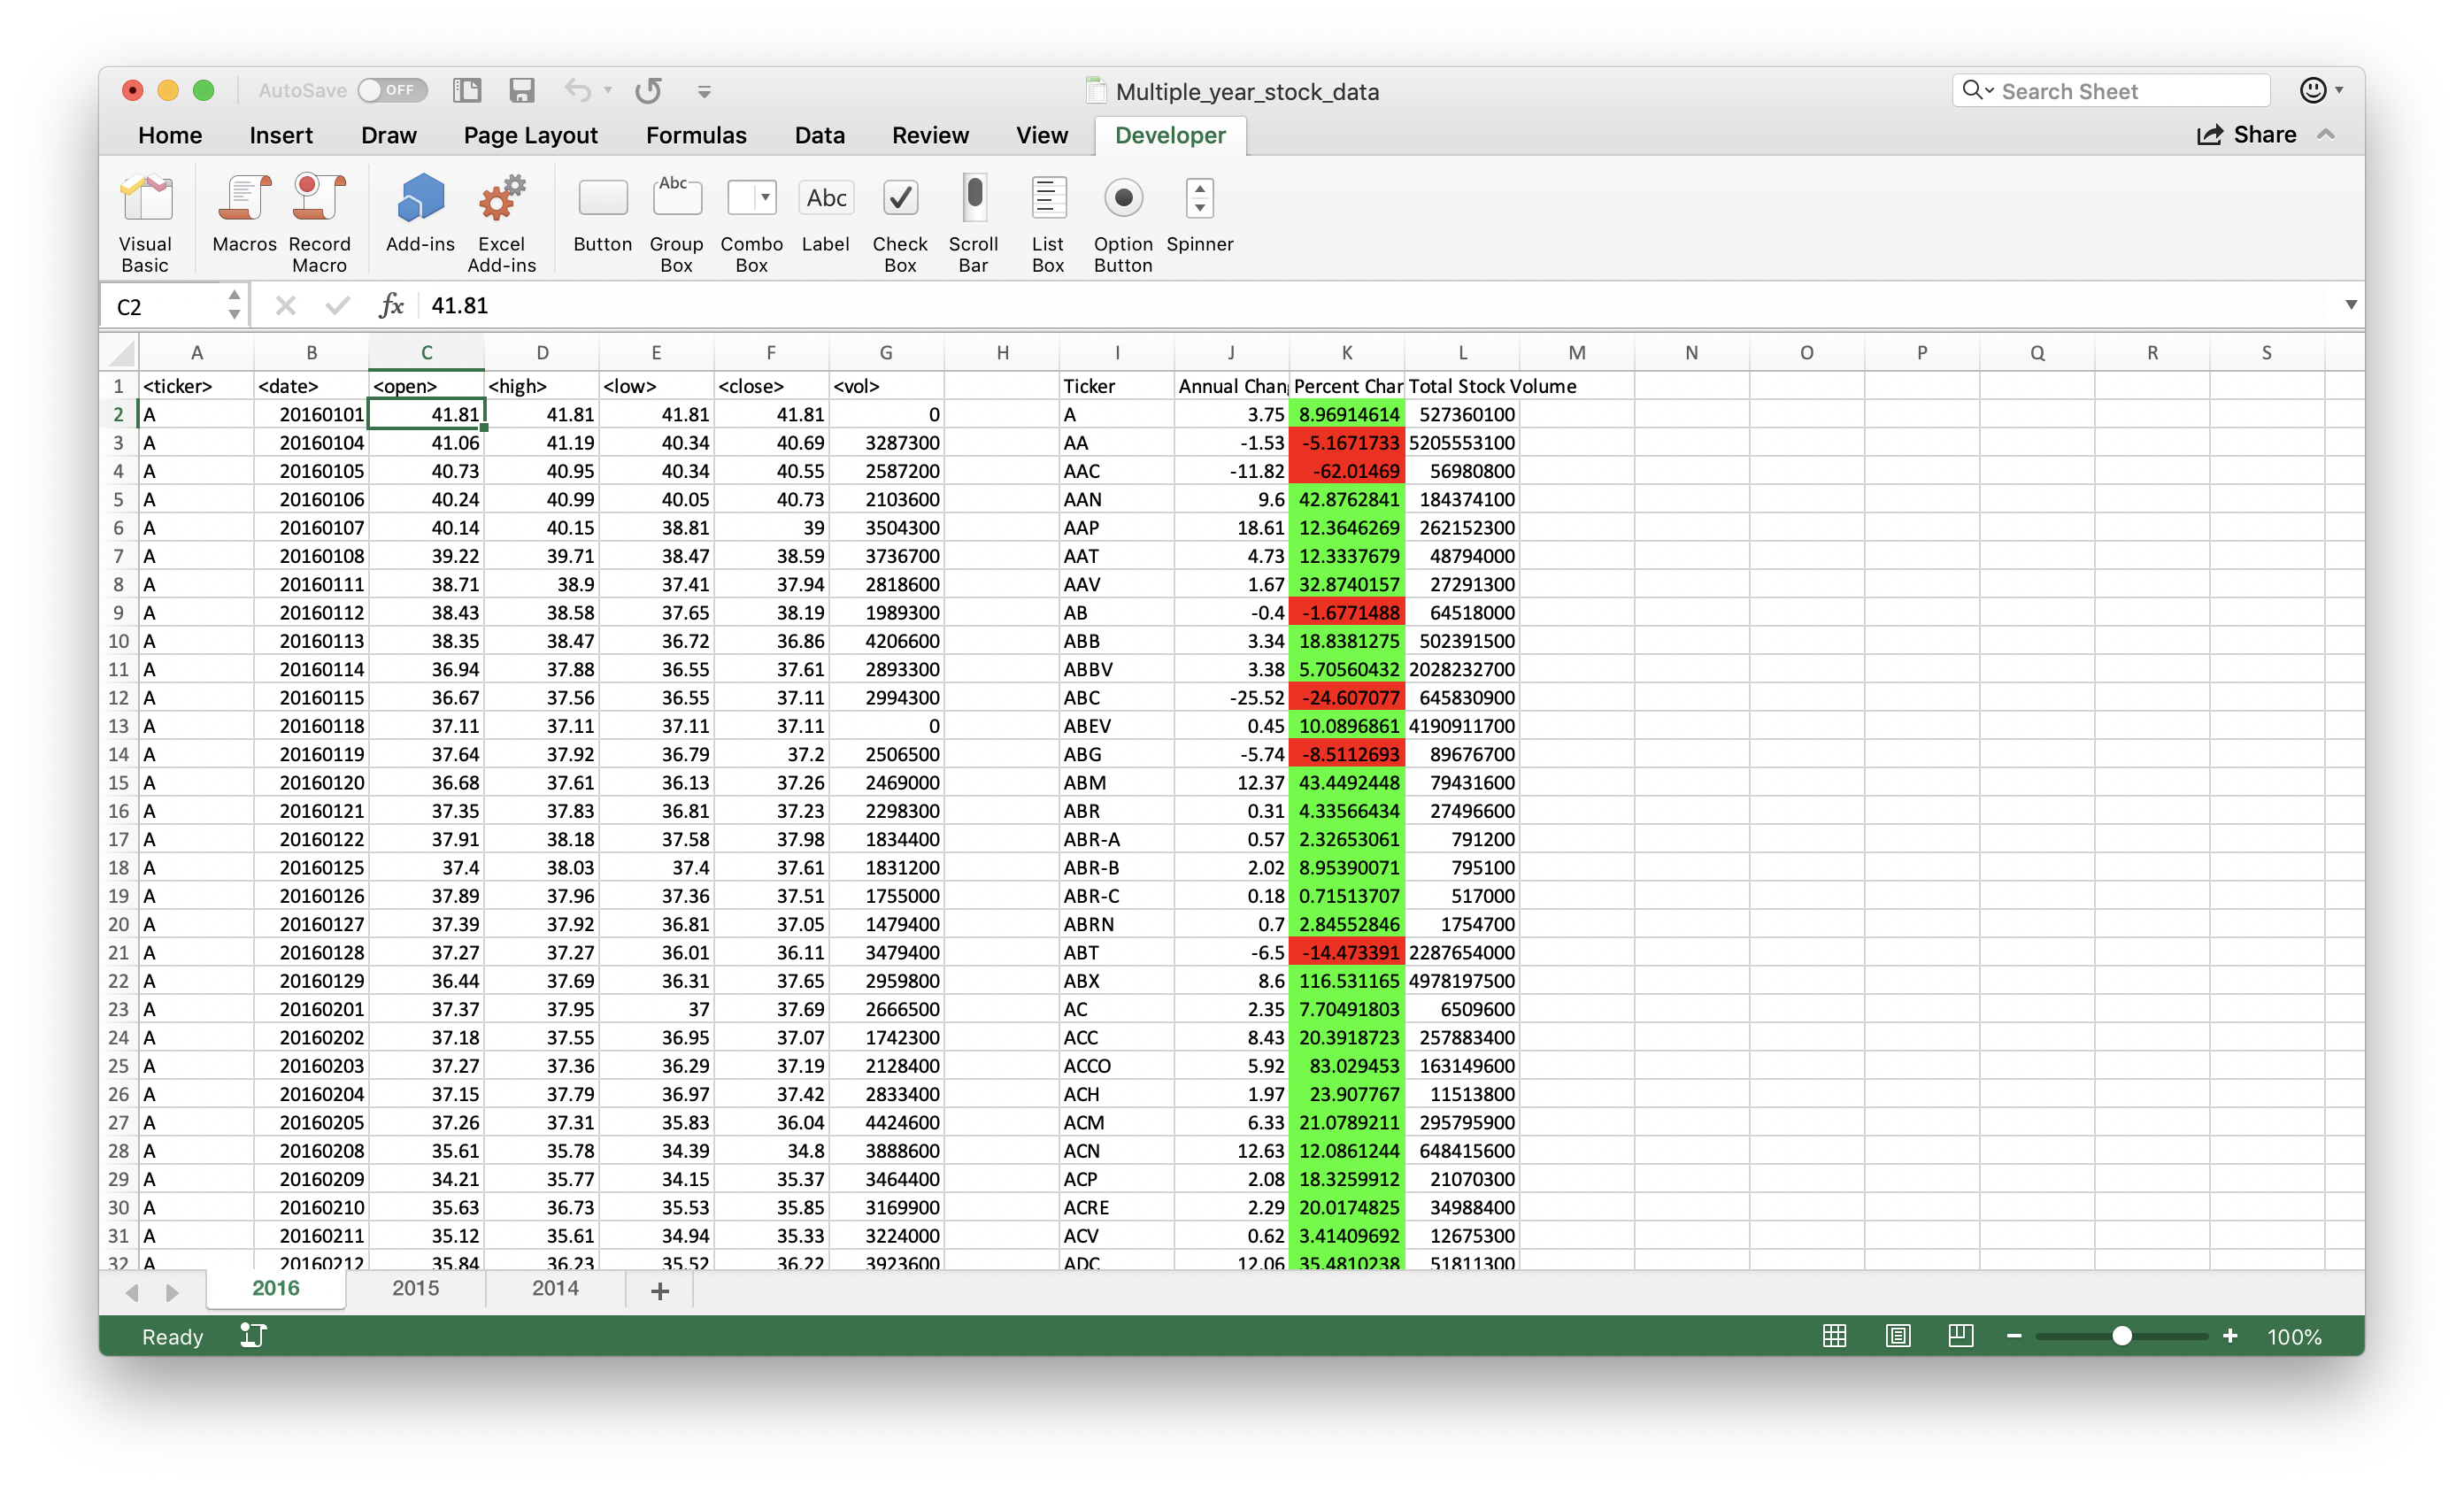 AutoSave OFF Multiple_year_stock_data Search Sheet
Home Insert Draw Page Layout Formulas Data Review View Developer Share
Abc Abc
Visual Basic Macros Record Macro Add-ins Excel Add-ins Button Group Box Combo Box Label Check Box Scroll Bar List Box Option Button Spinner
C2 fx 41.81
A B C D E F G H I J K L M N O P Q R S
1 <ticker> <date> <open> <high> <low> <close> <vol> Ticker Annual Chan Percent Char Total Stock Volume
2 A 20160101 41.81 41.81 41.81 41.81 0 A 3.75 8.96914614 527360100
3 A 20160104 41.06 41.19 40.34 40.69 3287300 AA -1.53 -5.1671733 5205553100
4 A 20160105 40.73 40.95 40.34 40.55 2587200 AAC -11.82 -62.01469 56980800
5 A 20160106 40.24 40.99 40.05 40.73 2103600 AAN 9.6 42.8762841 184374100
6 A 20160107 40.14 40.15 38.81 39 3504300 AAP 18.61 12.3646269 262152300
7 A 20160108 39.22 39.71 38.47 38.59 3736700 AAT 4.73 12.3337679 48794000
8 A 20160111 38.71 38.9 37.41 37.94 2818600 AAV 1.67 32.8740157 27291300
9 A 20160112 38.43 38.58 37.65 38.19 1989300 AB -0.4 -1.6771488 64518000
10 A 20160113 38.35 38.47 36.72 36.86 4206600 ABB 3.34 18.8381275 502391500
11 A 20160114 36.94 37.88 36.55 37.61 2893300 ABBV 3.38 5.70560432 2028232700
12 A 20160115 36.67 37.56 36.55 37.11 2994300 ABC -25.52 -24.607077 645830900
13 A 20160118 37.11 37.11 37.11 37.11 0 ABEV 0.45 10.0896861 4190911700
14 A 20160119 37.64 37.92 36.79 37.2 2506500 ABG -5.74 -8.5112693 89676700
15 A 20160120 36.68 37.61 36.13 37.26 2469000 ABM 12.37 43.4492448 79431600
16 A 20160121 37.35 37.83 36.81 37.23 2298300 ABR 0.31 4.33566434 27496600
17 A 20160122 37.91 38.18 37.58 37.98 1834400 ABR-A 0.57 2.32653061 791200
18 A 20160125 37.4 38.03 37.4 37.61 1831200 ABR-B 2.02 8.95390071 795100
19 A 20160126 37.89 37.96 37.36 37.51 1755000 ABR-C 0.18 0.71513707 517000
20 A 20160127 37.39 37.92 36.81 37.05 1479400 ABRN 0.7 2.84552846 1754700
21 A 20160128 37.27 37.27 36.01 36.11 3479400 ABT -6.5 -14.473391 2287654000
22 A 20160129 36.44 37.69 36.31 37.65 2959800 ABX 8.6 116.531165 4978197500
23 A 20160201 37.37 37.95 37 37.69 2666500 AC 2.35 7.70491803 6509600
24 A 20160202 37.18 37.55 36.95 37.07 1742300 ACC 8.43 20.3918723 257883400
25 A 20160203 37.27 37.36 36.29 37.19 2128400 ACCO 5.92 83.029453 163149600
26 A 20160204 37.15 37.79 36.97 37.42 2833400 ACH 1.97 23.907767 11513800
27 A 20160205 37.26 37.31 35.83 36.04 4424600 ACM 6.33 21.0789211 295795900
28 A 20160208 35.61 35.78 34.39 34.8 3888600 ACN 12.63 12.0861244 648415600
29 A 20160209 34.21 35.77 34.15 35.37 3464400 ACP 2.08 18.3259912 21070300
30 A 20160210 35.63 36.73 35.53 35.85 3169900 ACRE 2.29 20.0174825 34988400
31 A 20160211 35.12 35.61 34.94 35.33 3224000 ACV 0.62 3.41409692 12675300
32 A 20160212 35.84 36.23 35.52 36.22 3923600 ADC 12.06 35.4810238 51811300
2016 2015 2014 +
Ready 100%